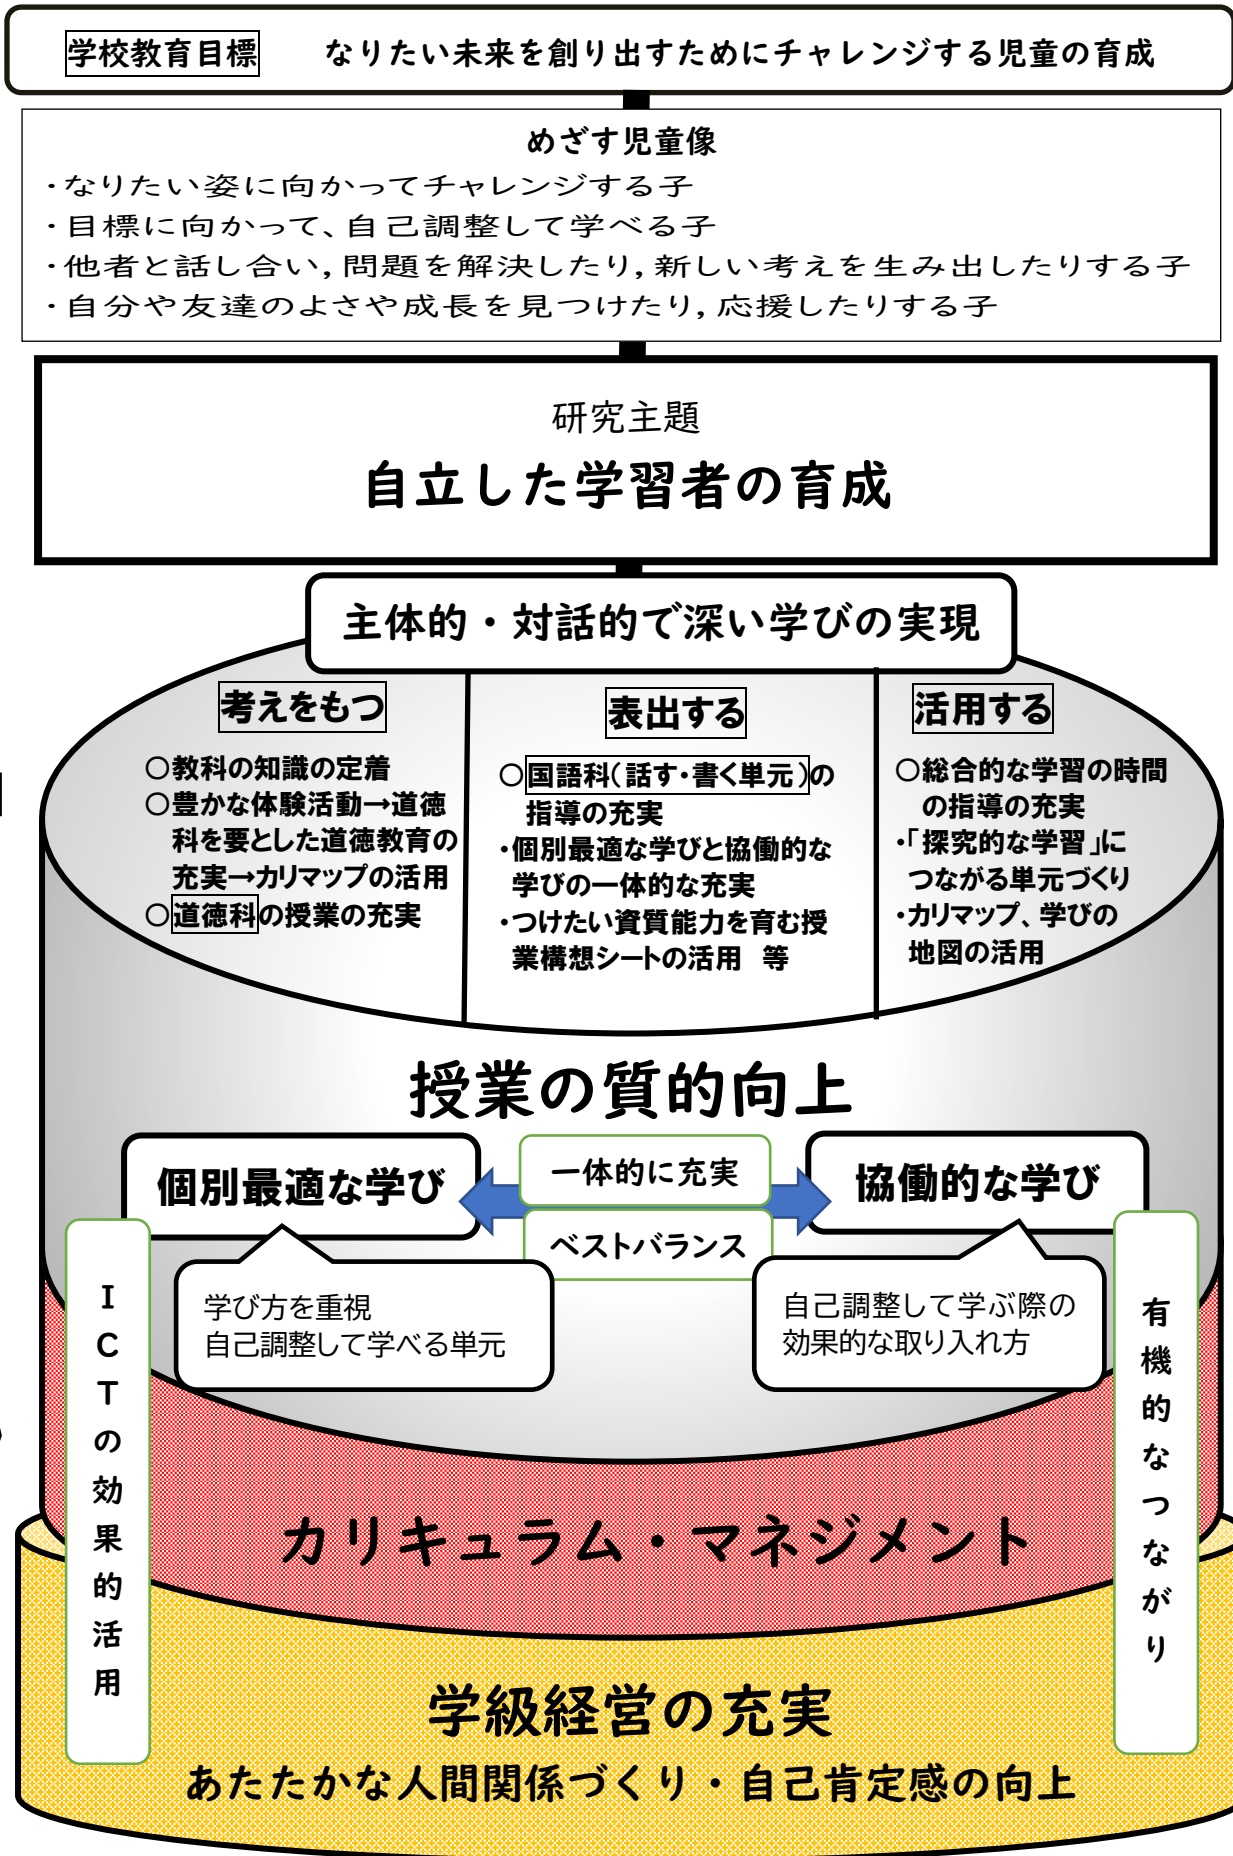 学校教育目標　なりたい未来を創り出すためにチャレンジする児童の育成
めざす児童像
・なりたい姿に向かってチャレンジする子
・目標に向かって、自己調整して学べる子
・他者と話し合い，問題を解決したり，新しい考えを生み出したりする子
・自分や友達のよさや成長を見つけたり，応援したりする子
研究主題
自立した学習者の育成
主体的・対話的で深い学びの実現
考えをもつ
〇教科の知識の定着
〇豊かな体験活動→道徳
科を要とした道徳教育の
充実→カリマップの活用
〇道徳科の授業の充実
表出する
〇国語科（話す・書く単元）の
指導の充実
・個別最適な学びと協働的な
学びの一体的な充実
・つけたい資質能力を育む授
業構想シートの活用　等
活用する
〇総合的な学習の時間
の指導の充実
・「探究的な学習」に
つながる単元づくり
・カリマップ、学びの
地図の活用
授業の質的向上
個別最適な学び
一体的に充実
ベストバランス
協働的な学び
学び方を重視
自己調整して学べる単元
自己調整して学ぶ際の
効果的な取り入れ方
ＩＣＴの効果的活用
有機的なつながり
カリキュラム・マネジメント
学級経営の充実
あたたかな人間関係づくり・自己肯定感の向上